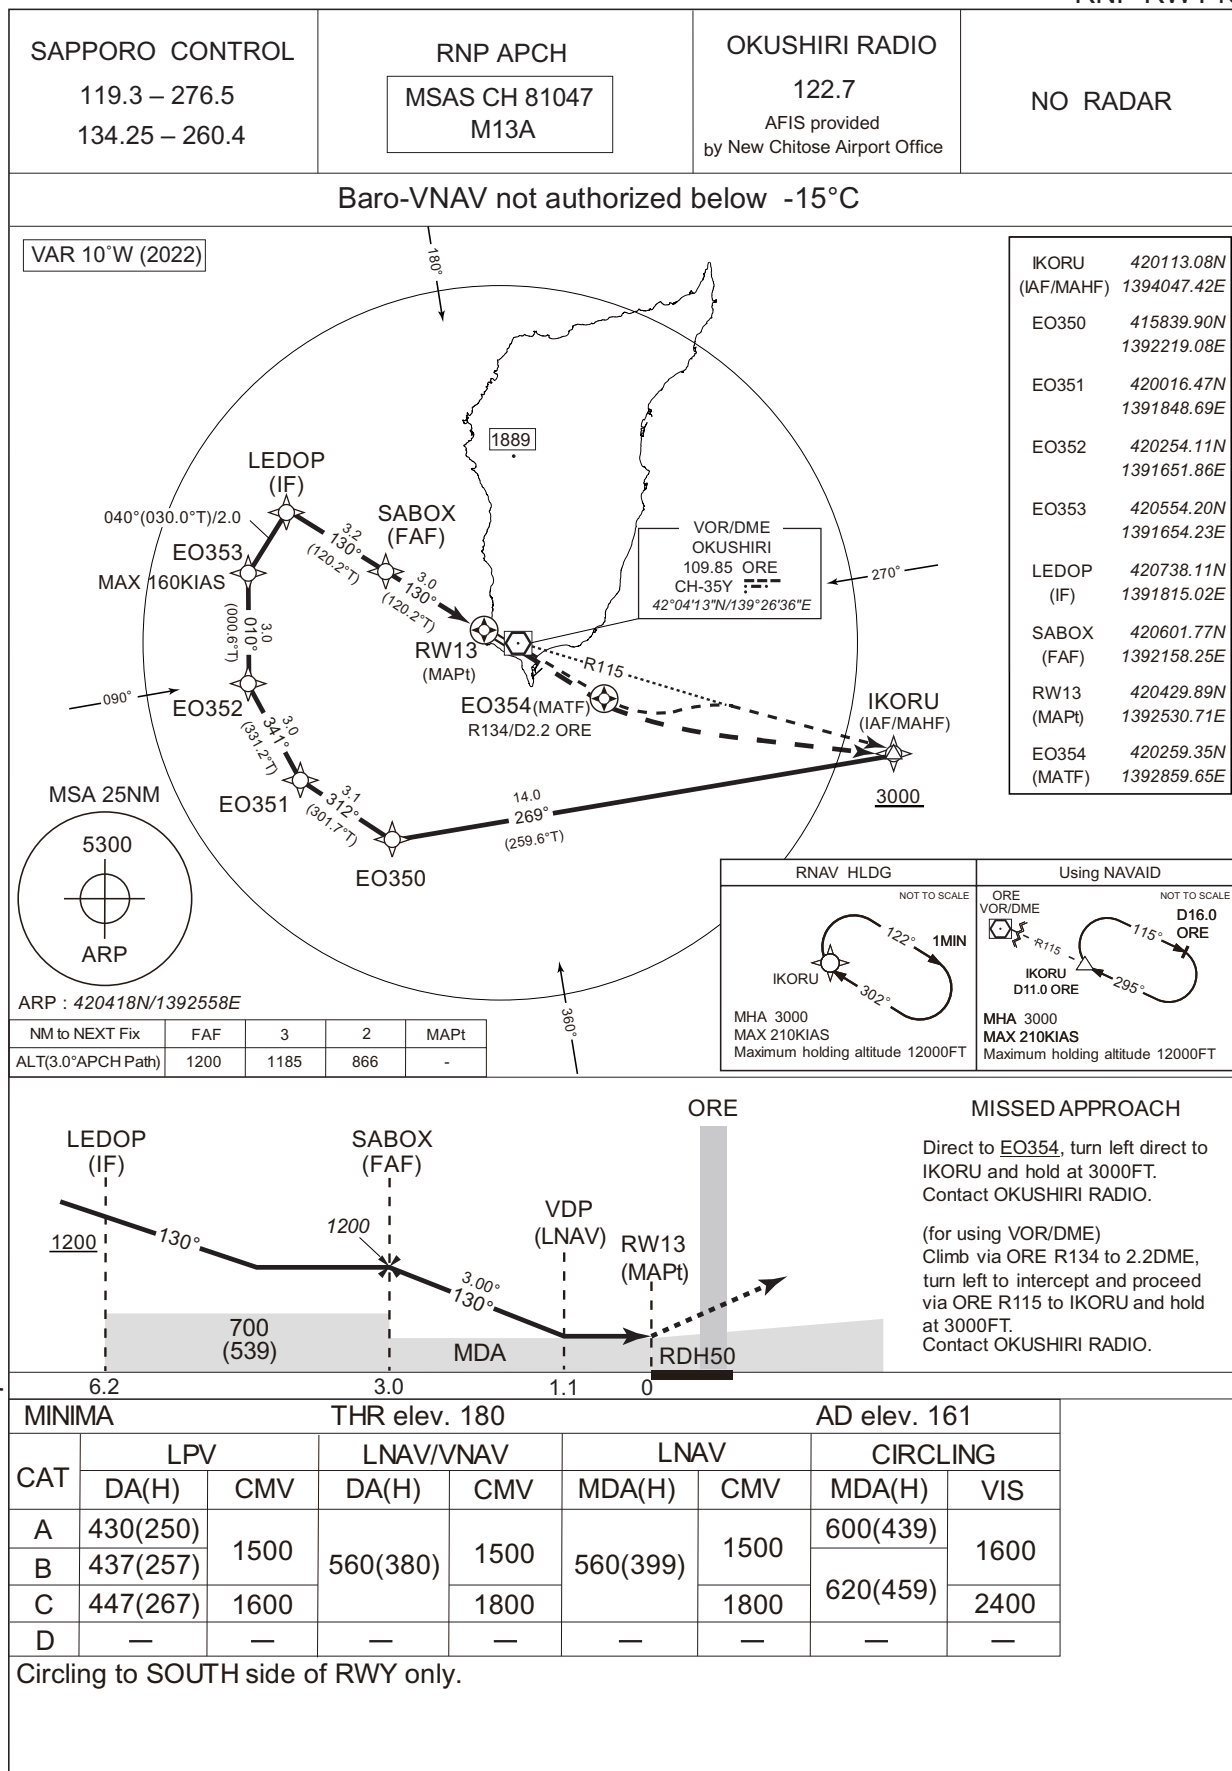 SAPPORO CONTROL
119.3 – 276.5
134.25 – 260.4
RNP APCH
MSAS CH 81047
M13A
OKUSHIRI RADIO
122.7
AFIS provided
by New Chitose Airport Office
NO RADAR
Baro-VNAV not authorized below -15°C
VAR 10°W (2022)
180°
IKORU 420113.08N
(IAF/MAHF) 1394047.42E
EO350 415839.90N
1392219.08E
EO351 420016.47N
1391848.69E
EO352 420254.11N
1391651.86E
EO353 420554.20N
1391654.23E
LEDOP 420738.11N
(IF) 1391815.02E
SABOX 420601.77N
(FAF) 1392158.25E
RW13 420429.89N
(MAPt) 1392530.71E
EO354 420259.35N
(MATF) 1392859.65E
1889
LEDOP
(IF)
040°(030.0°T)/2.0
3.2
130°
(120.2°T)
SABOX
(FAF)
EO353
MAX 160KIAS
3.0
130°
(120.2°T)
VOR/DME
OKUSHIRI
109.85 ORE
CH-35Y
42°04'13"N/139°26'36"E
270°
3.0
010°
(000.6°T)
RW13
(MAPt)
R115
090°
EO352
EO354(MATF)
R134/D2.2 ORE
IKORU
(IAF/MAHF)
3000
3.0
341°
(331.2°T)
EO351
3.1
312°
(301.7°T)
14.0
269°
(259.6°T)
EO350
MSA 25NM
5300
ARP
ARP : 420418N/1392558E
360°
RNAV HLDG
NOT TO SCALE
122°
1MIN
IKORU
302°
MHA 3000
MAX 210KIAS
Maximum holding altitude 12000FT
Using NAVAID
NOT TO SCALE
ORE
VOR/DME
D16.0
ORE
115°
R115
IKORU
D11.0 ORE
295°
MHA 3000
MAX 210KIAS
Maximum holding altitude 12000FT
NM to NEXT Fix FAF 3 2 MAPt
ALT(3.0°APCH Path) 1200 1185 866 -
LEDOP
(IF)
SABOX
(FAF)
ORE
1200
130°
1200
VDP
(LNAV)
RW13
(MAPt)
3.00°
130°
700
(539)
MDA
RDH50
6.2 3.0 1.1 0
MISSED APPROACH
Direct to EO354, turn left direct to
IKORU and hold at 3000FT.
Contact OKUSHIRI RADIO.
(for using VOR/DME)
Climb via ORE R134 to 2.2DME,
turn left to intercept and proceed
via ORE R115 to IKORU and hold
at 3000FT.
Contact OKUSHIRI RADIO.
MINIMA THR elev. 180 AD elev. 161
CAT LPV LNAV/VNAV LNAV CIRCLING
DA(H) CMV DA(H) CMV MDA(H) CMV MDA(H) VIS
A 430(250) 1500 560(380) 1500 560(399) 1500 600(439) 1600
B 437(257) 620(459)
C 447(267) 1600 1800 1800 2400
D — — — — — — — —
Circling to SOUTH side of RWY only.